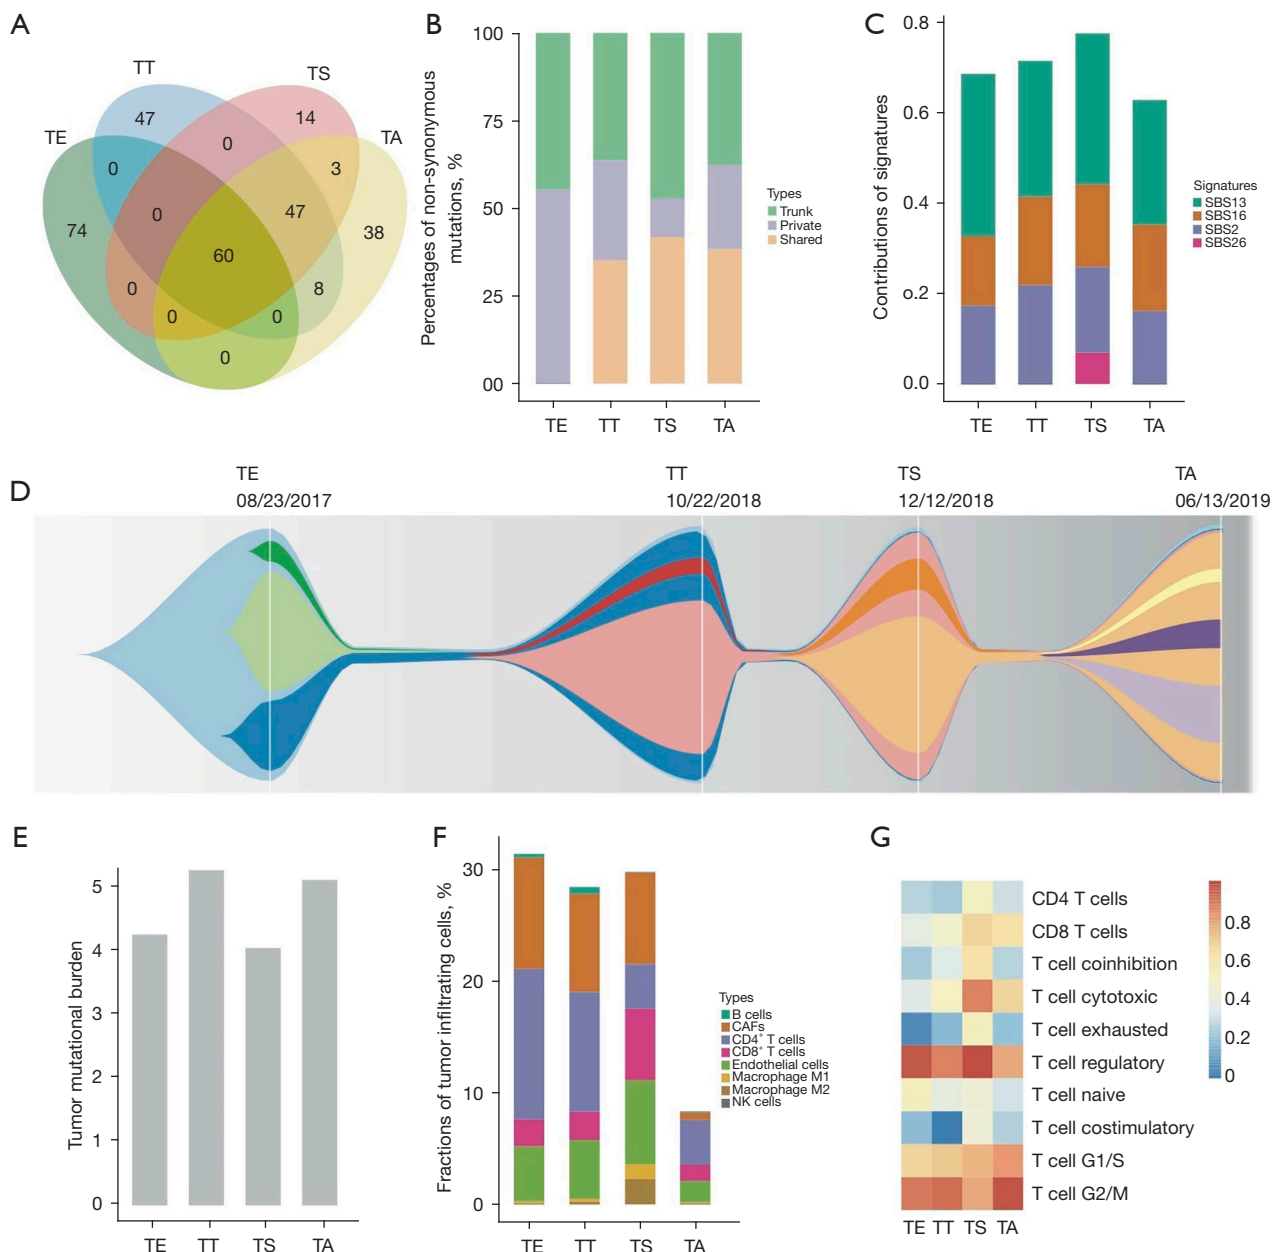 A
TT
TS
TE
TA
47
14
0
0
3
74
0
47
38
60
0
8
0
0
0
B
Percentages of non-synonymous
mutations, %
100
75
50
25
00
TE
TT
TS
TA
Types
Trunk
Private
Shared
C
Contributions of signatures
0.8
0.6
0.4
0.2
0.0
TE
TT
TS
TA
Signatures
SBS13
SBS16
SBS2
SBS26
D
TE
08/23/2017
TT
10/22/2018
TS
12/12/2018
TA
06/13/2019
E
Tumor mutational burden
5
4
3
2
1
0
TE
TT
TS
TA
F
Fractions of tumor infiltrating cells, %
30
20
10
0
TE
TT
TS
TA
Types
B cells
CAFs
CD4⁺ T cells
CD8⁺ T cells
Endothelial cells
Macrophage M1
Macrophage M2
NK cells
G
CD4 T cells
CD8 T cells
T cell coinhibition
T cell cytotoxic
T cell exhausted
T cell regulatory
T cell naive
T cell costimulatory
T cell G1/S
T cell G2/M
TE
TT
TS
TA
0.8
0.6
0.4
0.2
0